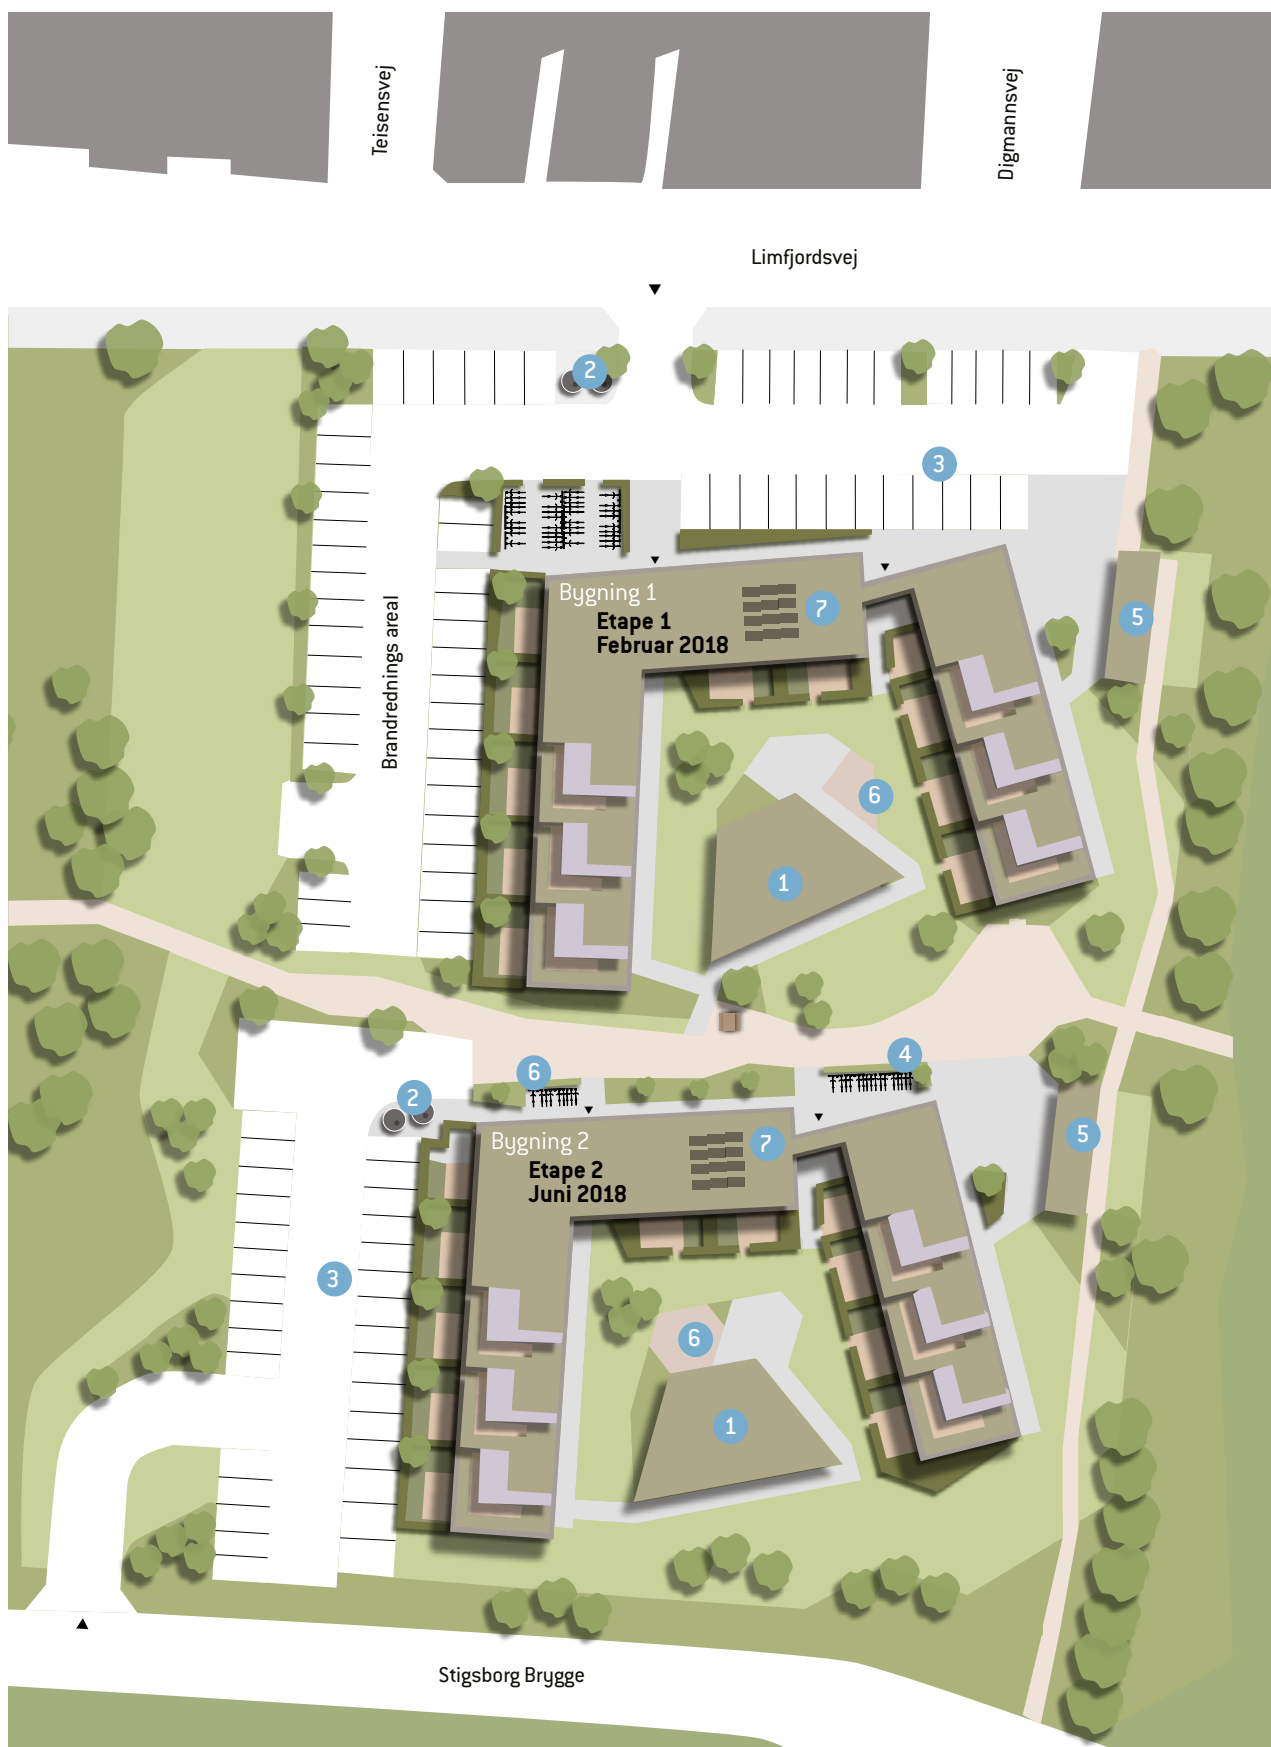 Teisensvej
Digmannsvej
Limfjordsvej
2
3
Bygning 1
Etape 1
Februar 2018
7
5
Brandrednings areal
6
1
4
6
2
Bygning 2
Etape 2
Juni 2018
7
5
3
6
1
Stigsborg Brygge